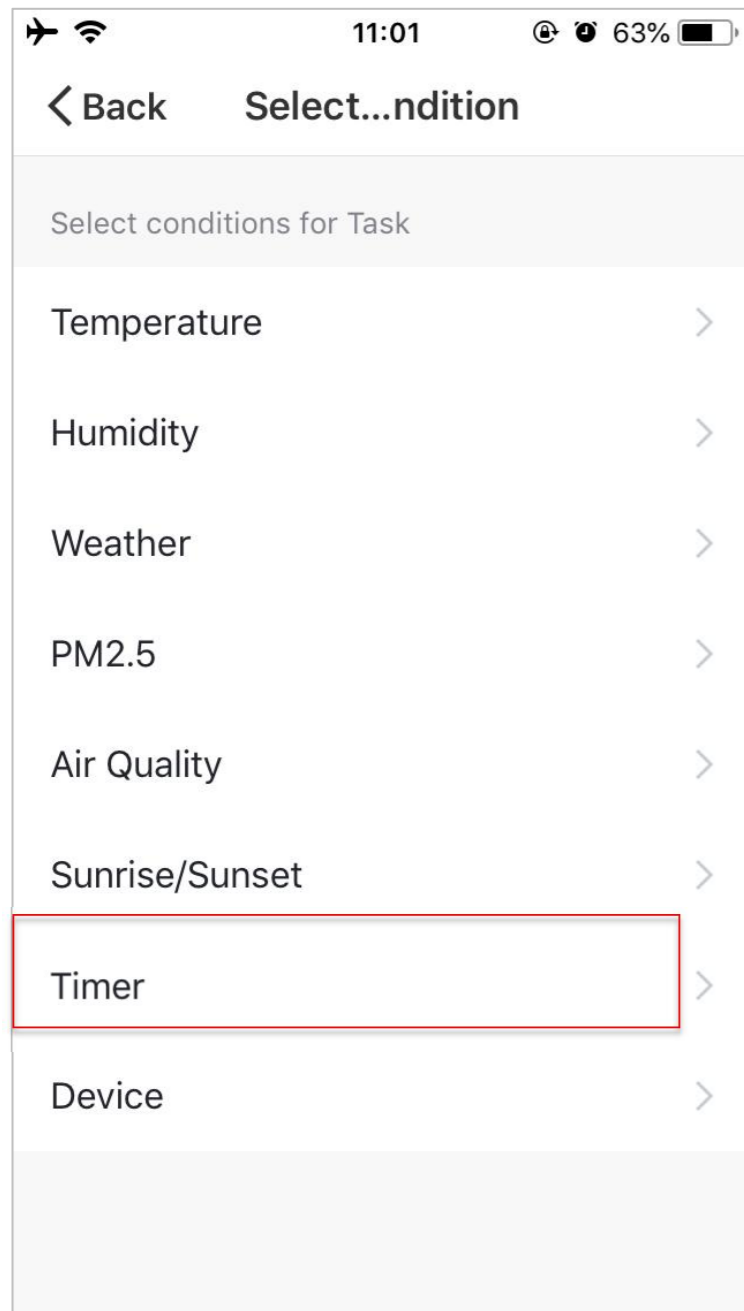 11:01 63%
Back Select...ndition
Select conditions for Task
Temperature
Humidity
Weather
PM2.5
Air Quality
Sunrise/Sunset
Timer
Device